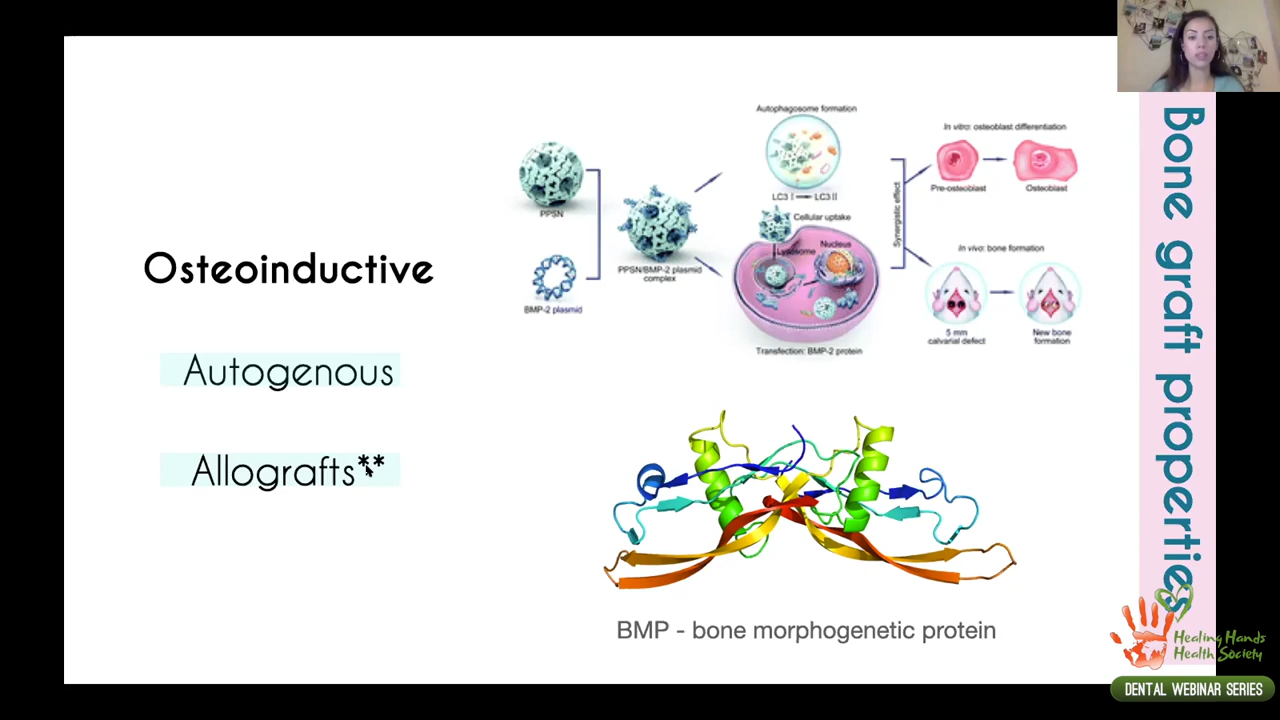 Osteoinductive
Autogenous
Allografts**
Autophagosome formation
PPSN
BMP-2 plasmid
PPSN/BMP-2 plasmid
complex
LC3 I → LC3 II
Cellular uptake
Lysosome
Nucleus
Transfection: BMP-2 protein
Synergistic effect
In vitro: osteoblast differentiation
Pre-osteoblast
Osteoblast
In vivo: bone formation
5 mm
calvarial defect
New bone
formation
BMP - bone morphogenetic protein
Bone graft properties
Healing Hands
Health Society
DENTAL WEBINAR SERIES